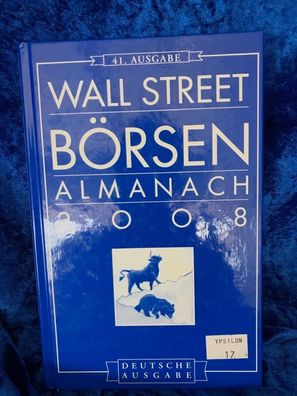 41. AUSGABE
WALL STREET
BÖRSEN
ALMANACH
2008
YPSILON
17
DEUTSCHE
AUSGABE